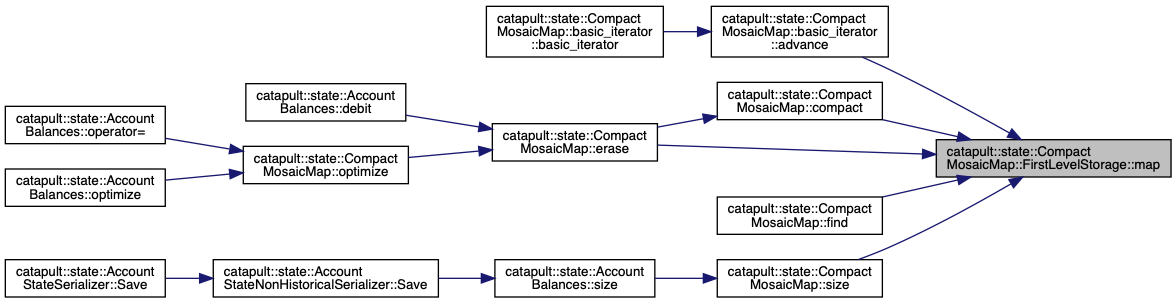 catapult::state::Compact
MosaicMap::basic_iterator
::basic_iterator
catapult::state::Compact
MosaicMap::basic_iterator
::advance
catapult::state::Account
Balances::debit
catapult::state::Compact
MosaicMap::compact
catapult::state::Account
Balances::operator=
catapult::state::Compact
MosaicMap::erase
catapult::state::Compact
MosaicMap::optimize
catapult::state::Compact
MosaicMap::FirstLevelStorage::map
catapult::state::Account
Balances::optimize
catapult::state::Compact
MosaicMap::find
catapult::state::Account
StateSerializer::Save
catapult::state::Account
StateNonHistoricalSerializer::Save
catapult::state::Account
Balances::size
catapult::state::Compact
MosaicMap::size